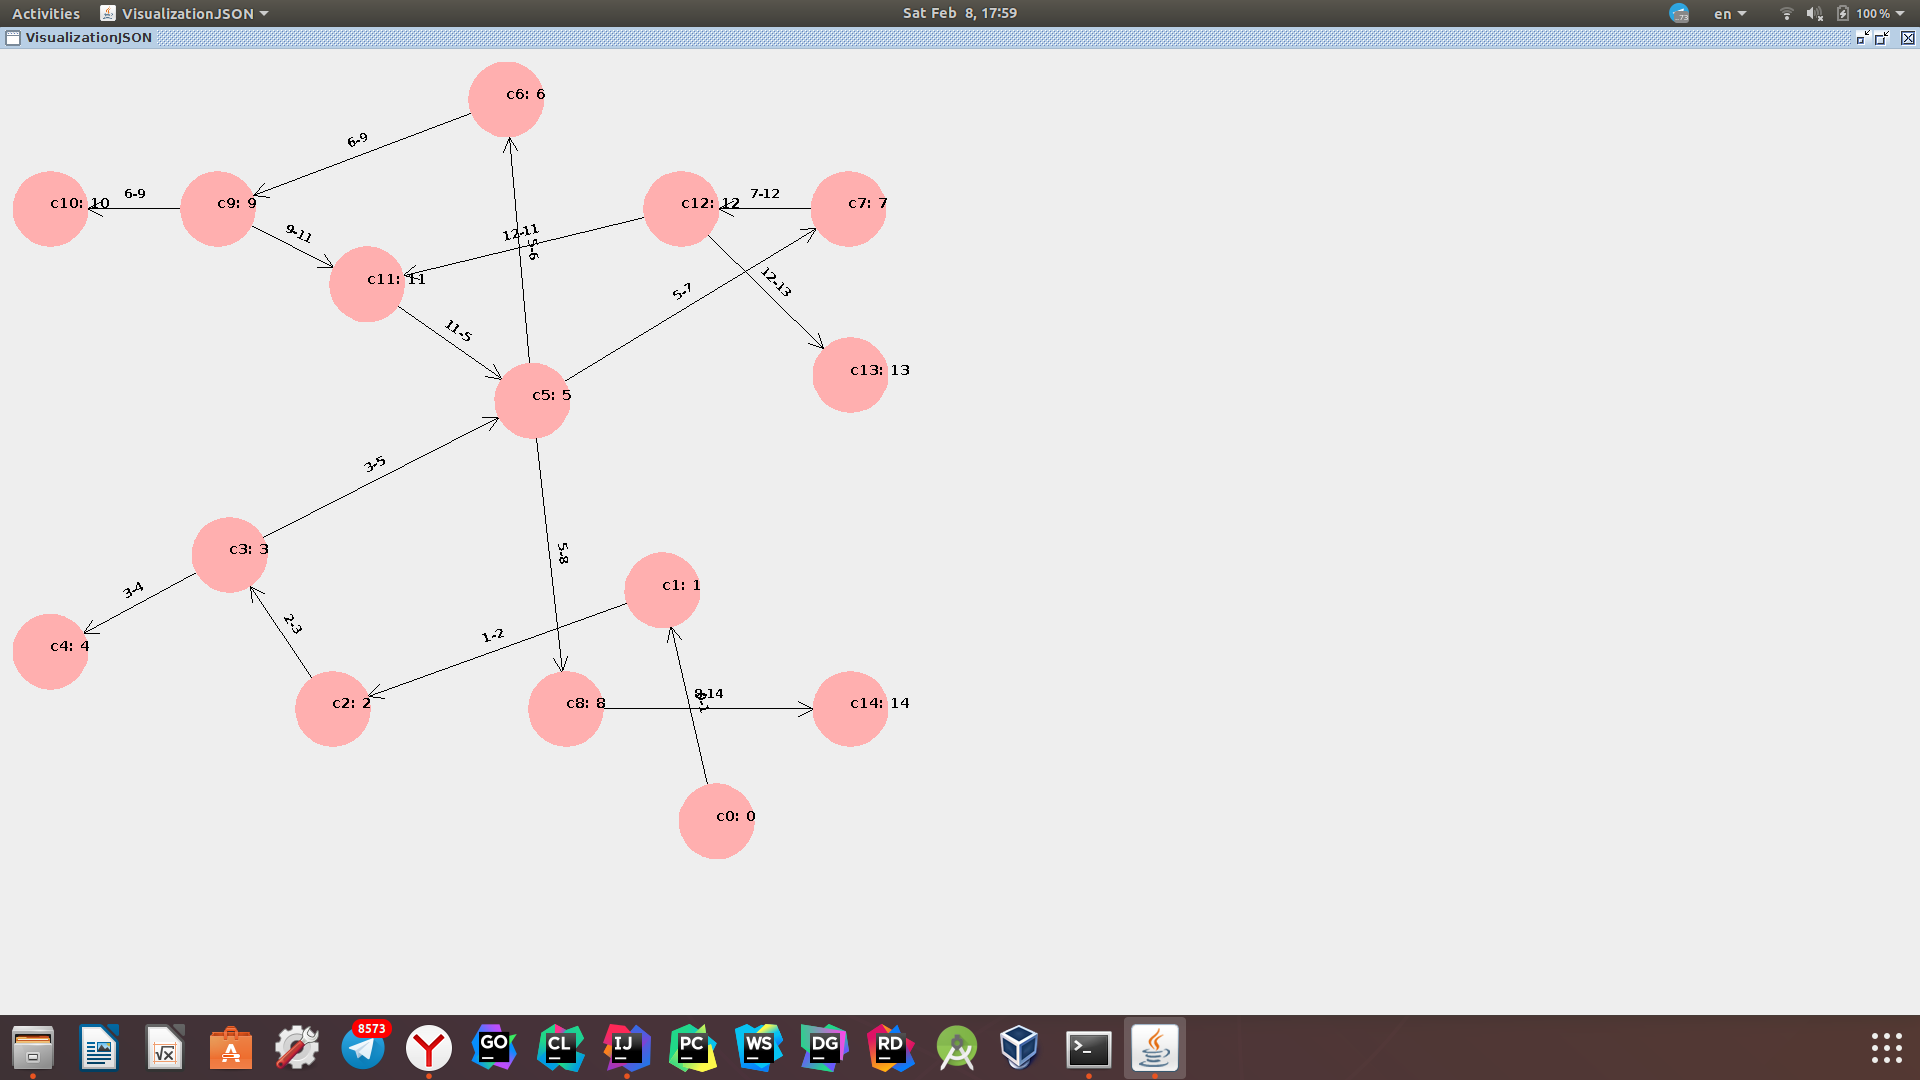 Activities VisualizationJSON Sat Feb 8, 17:59 73 en 100 %
VisualizationJSON
c6: 6
6-9
6-9
7-12
c10: 10
c9: 9
c12: 12
c7: 7
9-11
12-11
5-6
c11: 11
12-13
5-7
11-5
c13: 13
c5: 5
3-5
c3: 3
5-8
3-4
c1: 1
2-3
1-2
c4: 4
8-14
0-1
c2: 2
c8: 8
c14: 14
c0: 0
8573
GO CL IJ PC WS DG RD